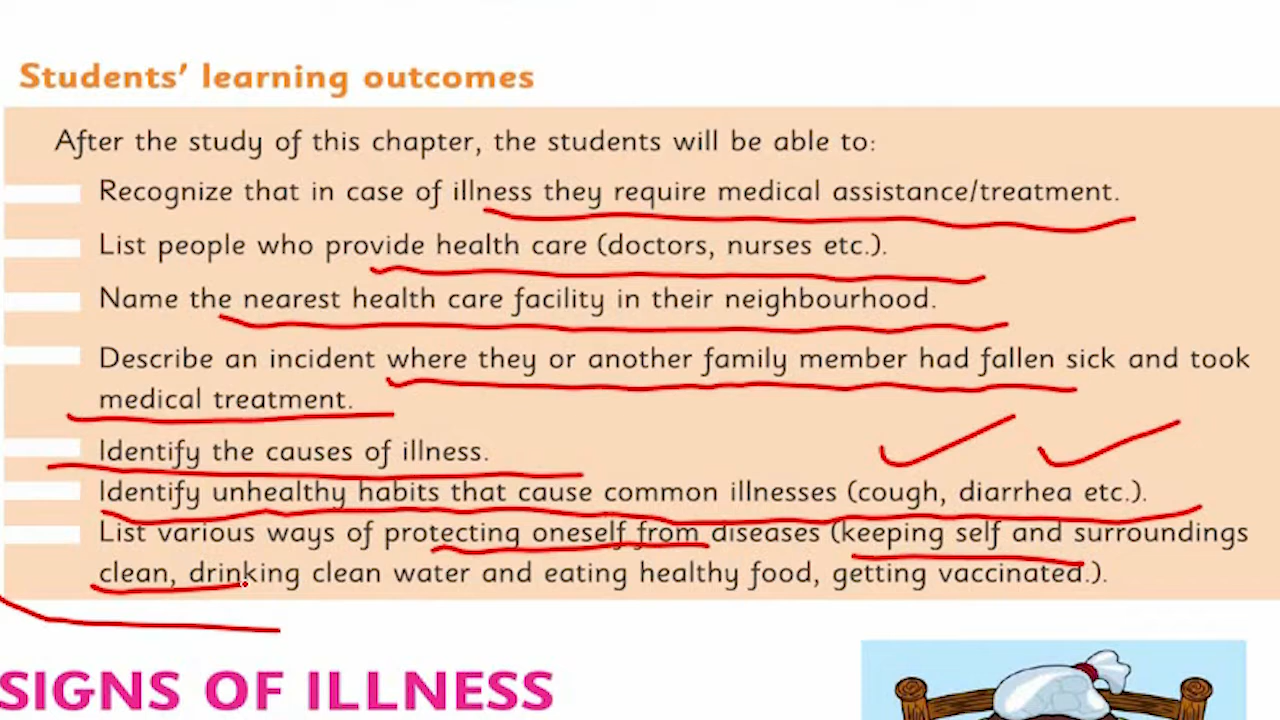 Students' learning outcomes
After the study of this chapter, the students will be able to:
Recognize that in case of illness they require medical assistance/treatment.
List people who provide health care (doctors, nurses etc.).
Name the nearest health care facility in their neighbourhood.
Describe an incident where they or another family member had fallen sick and took
medical treatment.
Identify the causes of illness.
Identify unhealthy habits that cause common illnesses (cough, diarrhea etc.).
List various ways of protecting oneself from diseases (keeping self and surroundings
clean, drinking clean water and eating healthy food, getting vaccinated.).
SIGNS OF ILLNESS